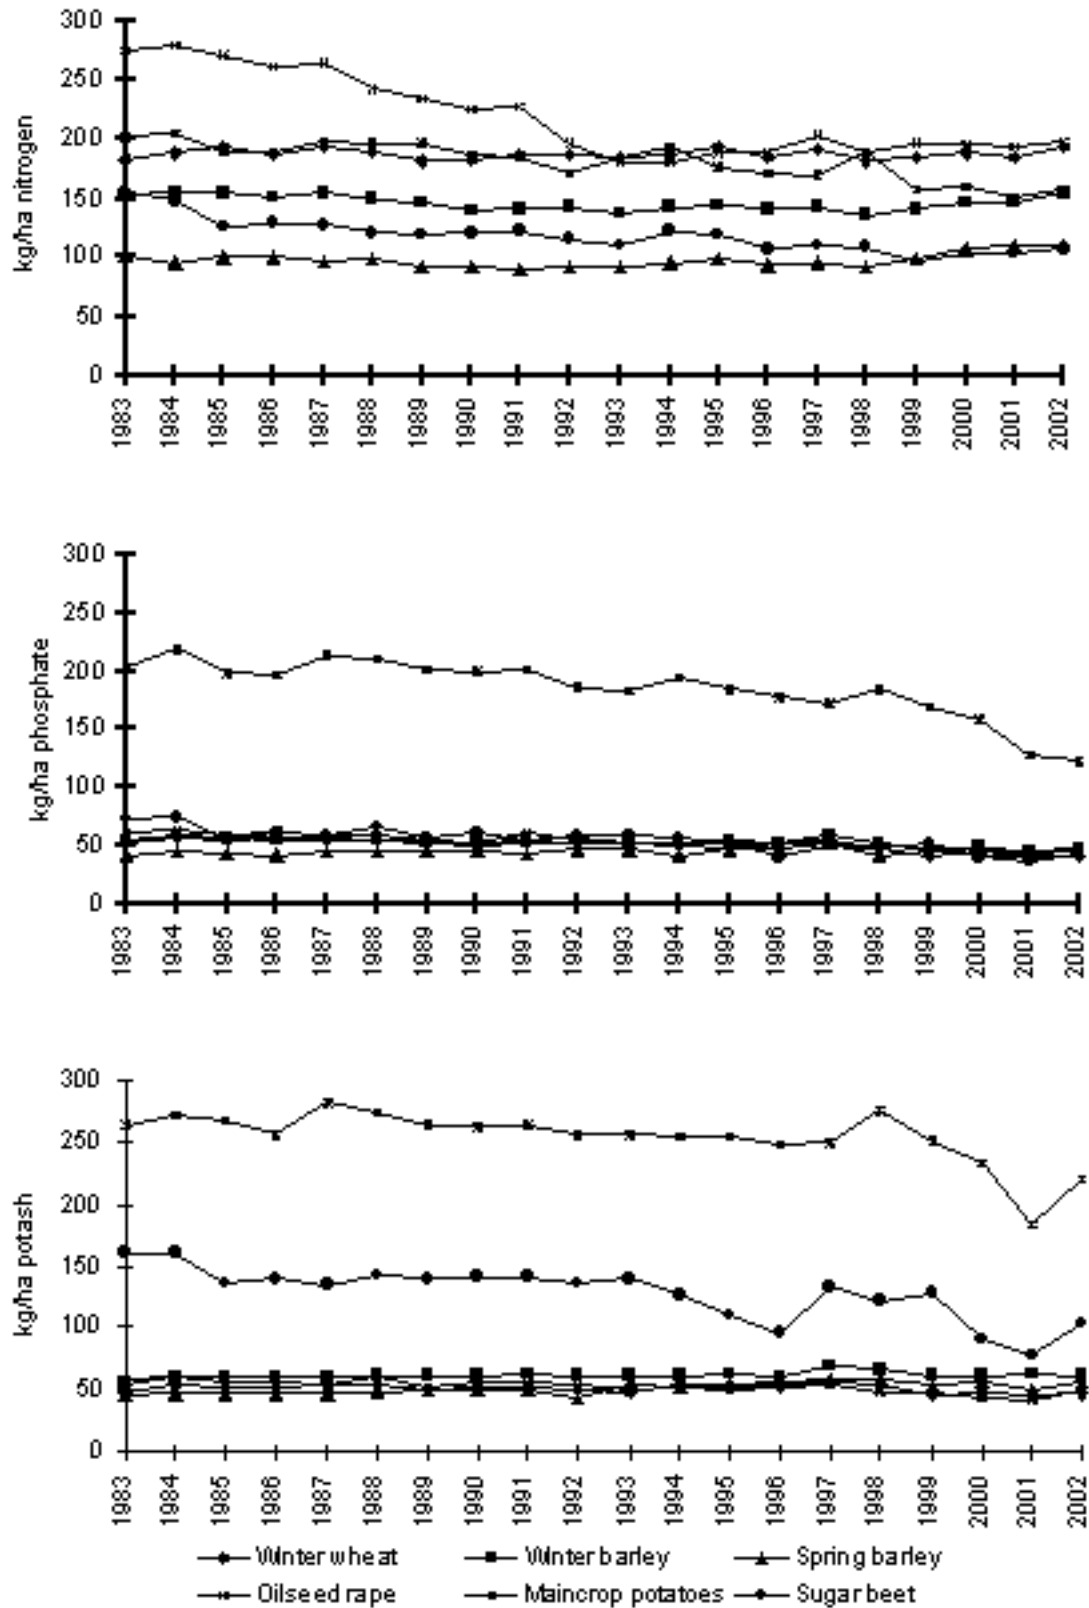 kg/ha nitrogen
300
250
200
150
100
50
0
1983 1984 1985 1986 1987 1988 1989 1990 1991 1992 1993 1994 1995 1996 1997 1998 1999 2000 2001 2002
kg/ha phosphate
300
250
200
150
100
50
0
1983 1984 1985 1986 1987 1988 1989 1990 1991 1992 1993 1994 1995 1996 1997 1998 1999 2000 2001 2002
kg/ha potash
300
250
200
150
100
50
0
1983 1984 1985 1986 1987 1988 1989 1990 1991 1992 1993 1994 1995 1996 1997 1998 1999 2000 2001 2002
Winter wheat Winter barley Spring barley
Oilseed rape Maincrop potatoes Sugar beet